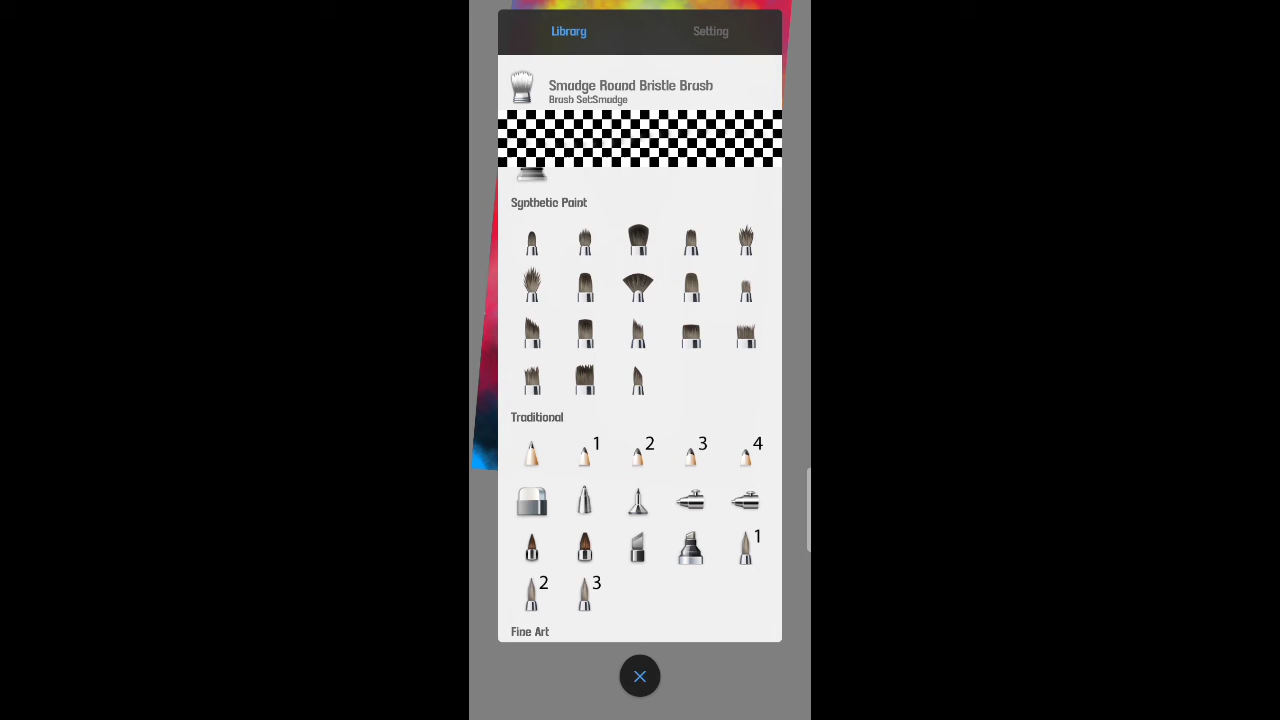 Library Setting
Smudge Round Bristle Brush
Brush Set:Smudge
Synthetic Paint
Traditional
1 2 3 4
1
2 3
Fine Art